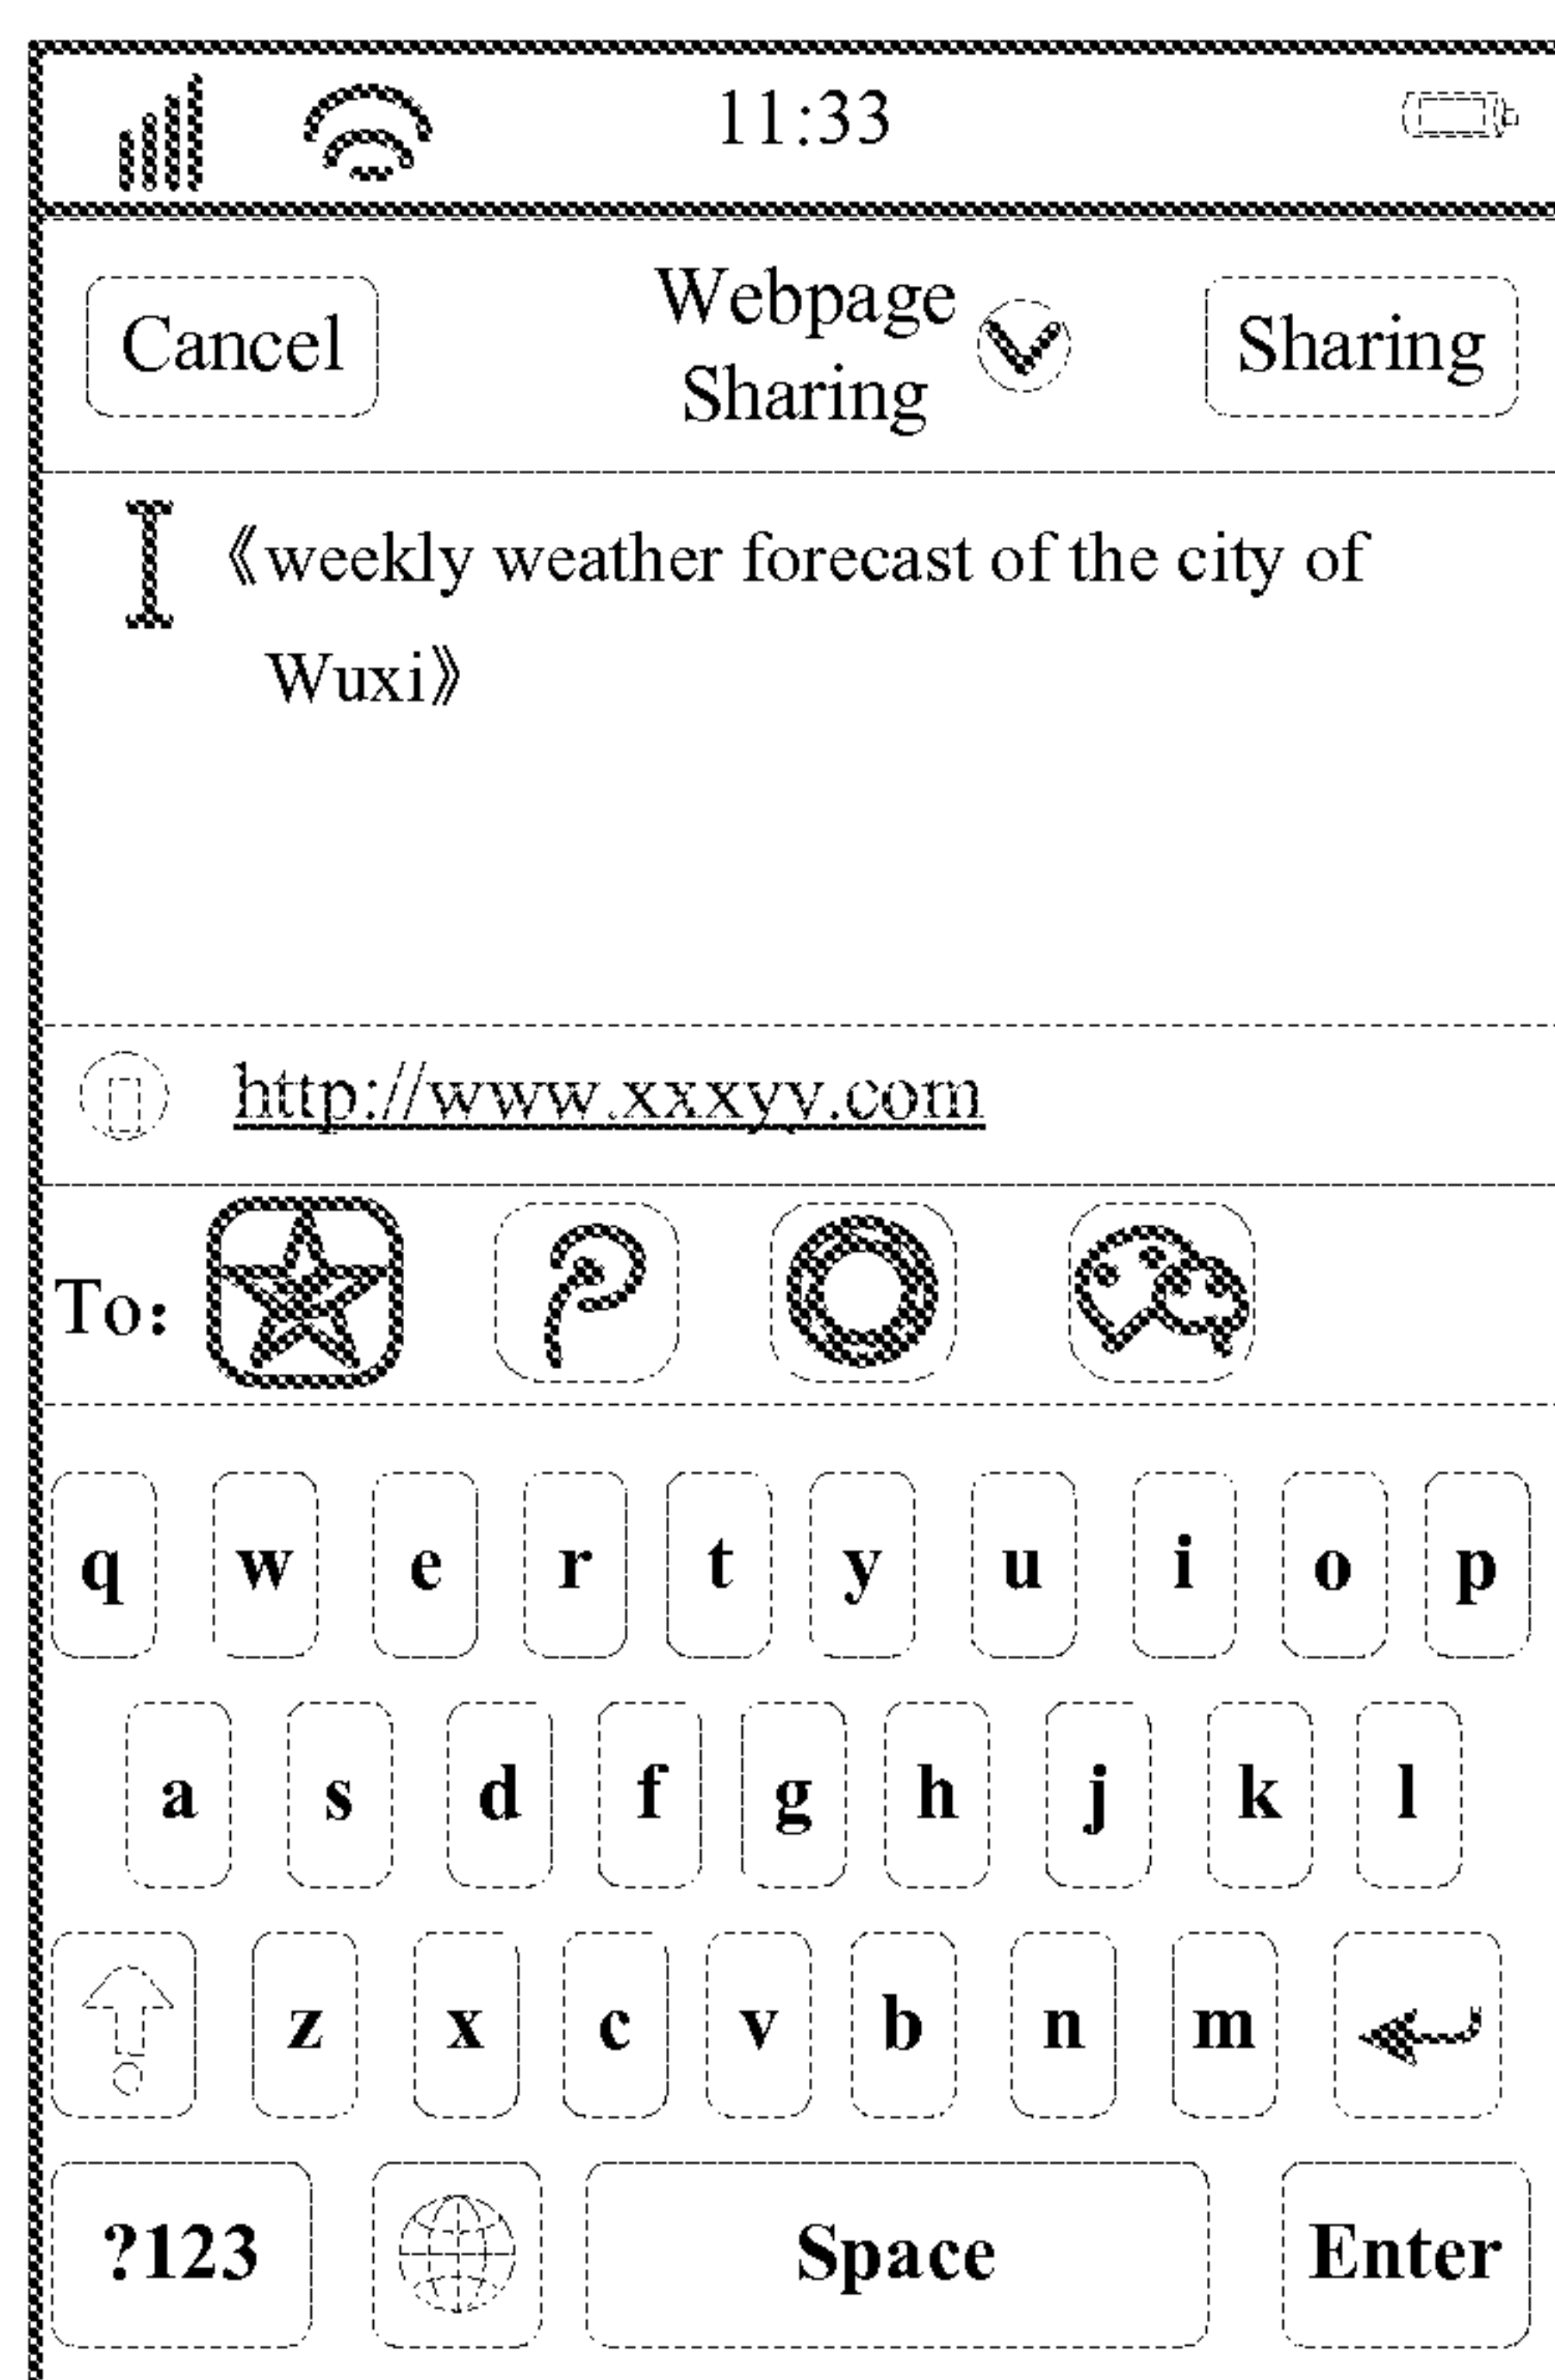 11:33
Cancel
Webpage
Sharing
Sharing
《weekly weather forecast of the city of
Wuxi》
http://www.xxxyv.com
To:
q w e r t y u i o p
a s d f g h j k l
z x c v b n m
?123 Space Enter